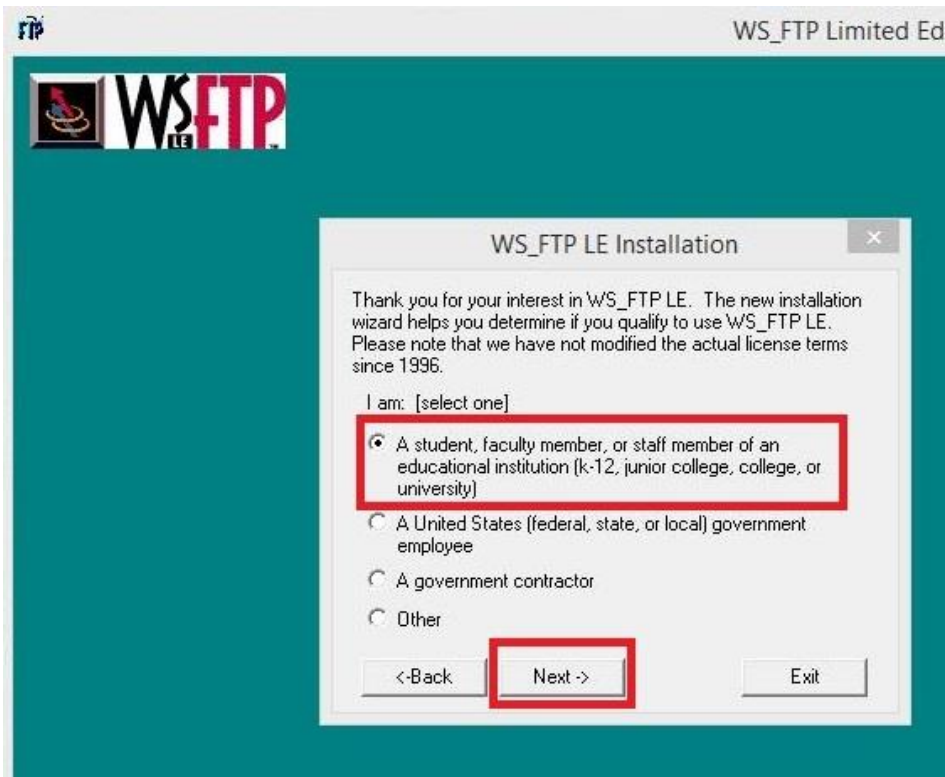 FTP
WS_FTP Limited Ed
WS FTP
LE
TM
WS_FTP LE Installation
Thank you for your interest in WS_FTP LE. The new installation
wizard helps you determine if you qualify to use WS_FTP LE.
Please note that we have not modified the actual license terms
since 1996.
I am: [select one]
A student, faculty member, or staff member of an
educational institution (k-12, junior college, college, or
university)
A United States (federal, state, or local) government
employee
A government contractor
Other
<-Back Next -> Exit